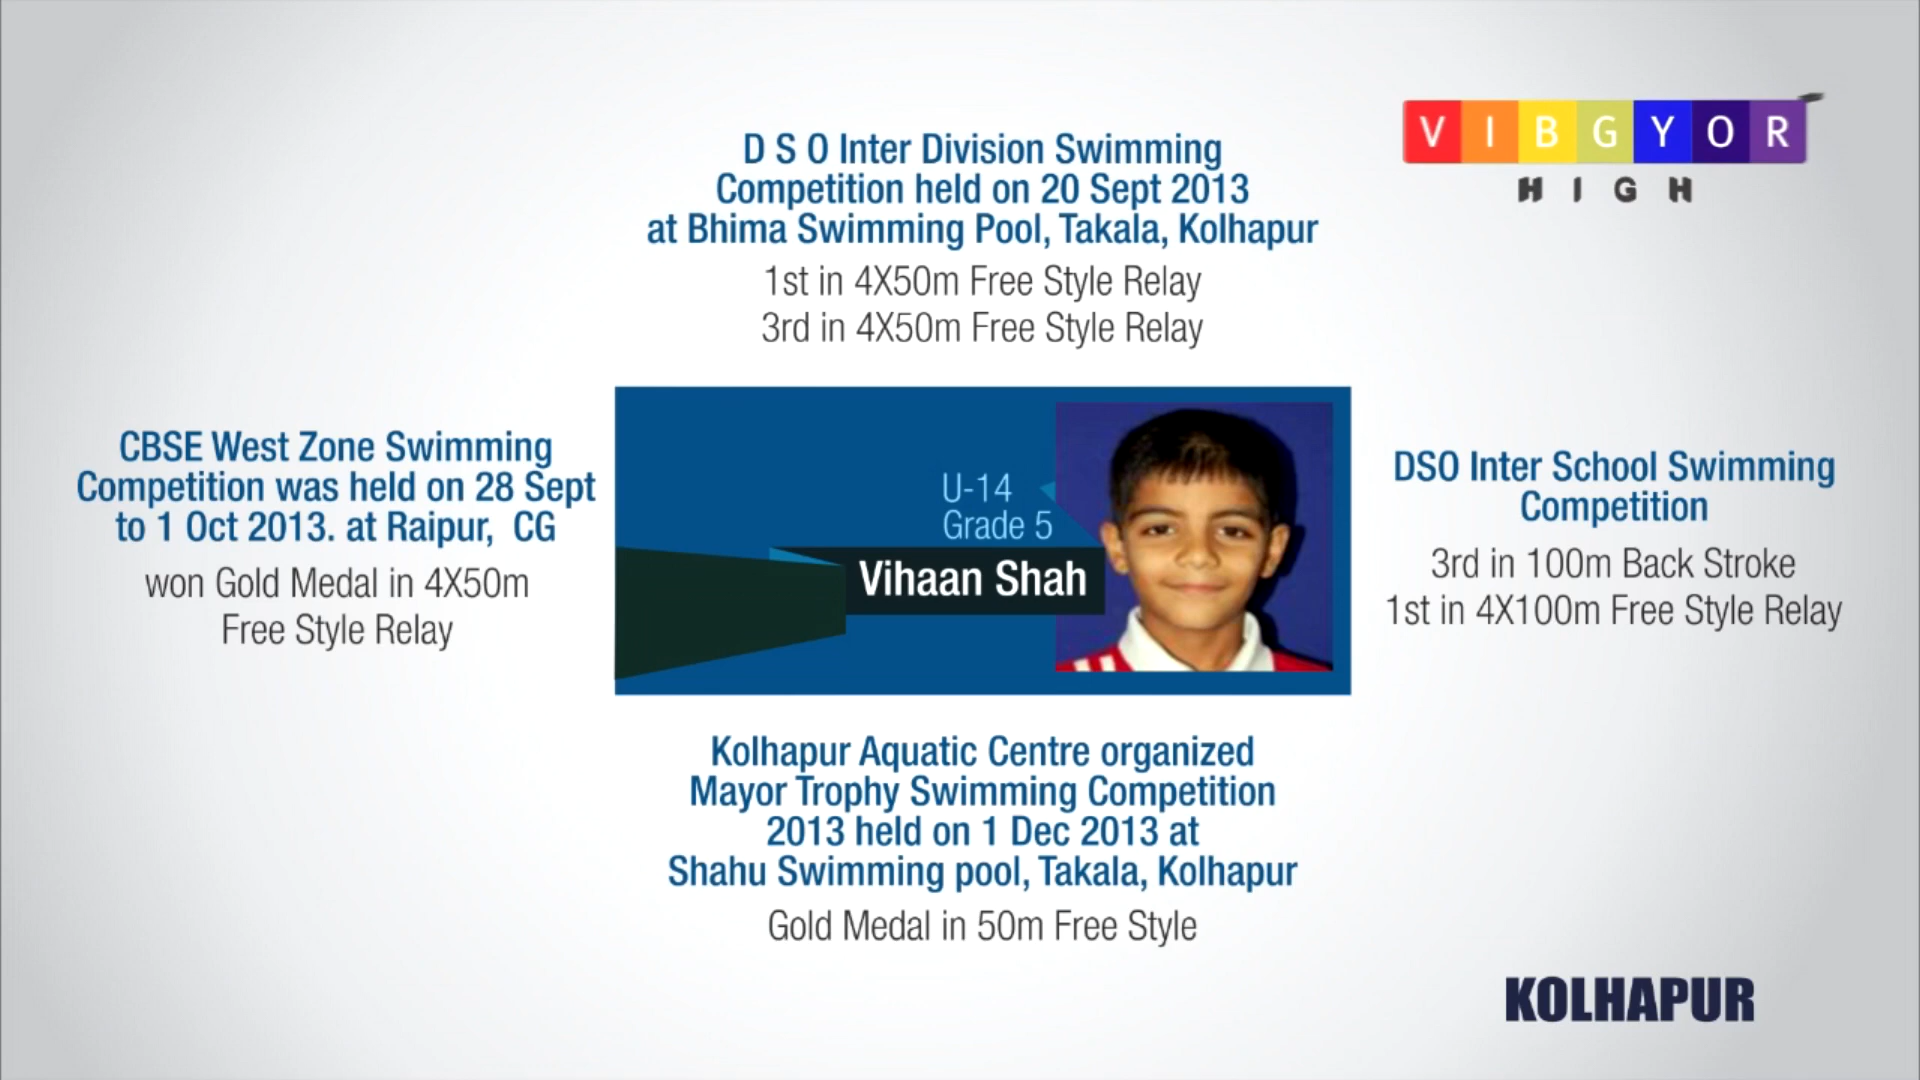 VIBGYOR
HIGH
D S O Inter Division Swimming
Competition held on 20 Sept 2013
at Bhima Swimming Pool, Takala, Kolhapur
1st in 4X50m Free Style Relay
3rd in 4X50m Free Style Relay
CBSE West Zone Swimming
Competition was held on 28 Sept
to 1 Oct 2013. at Raipur, CG
won Gold Medal in 4X50m
Free Style Relay
U-14
Grade 5
Vihaan Shah
DSO Inter School Swimming
Competition
3rd in 100m Back Stroke
1st in 4X100m Free Style Relay
Kolhapur Aquatic Centre organized
Mayor Trophy Swimming Competition
2013 held on 1 Dec 2013 at
Shahu Swimming pool, Takala, Kolhapur
Gold Medal in 50m Free Style
KOLHAPUR